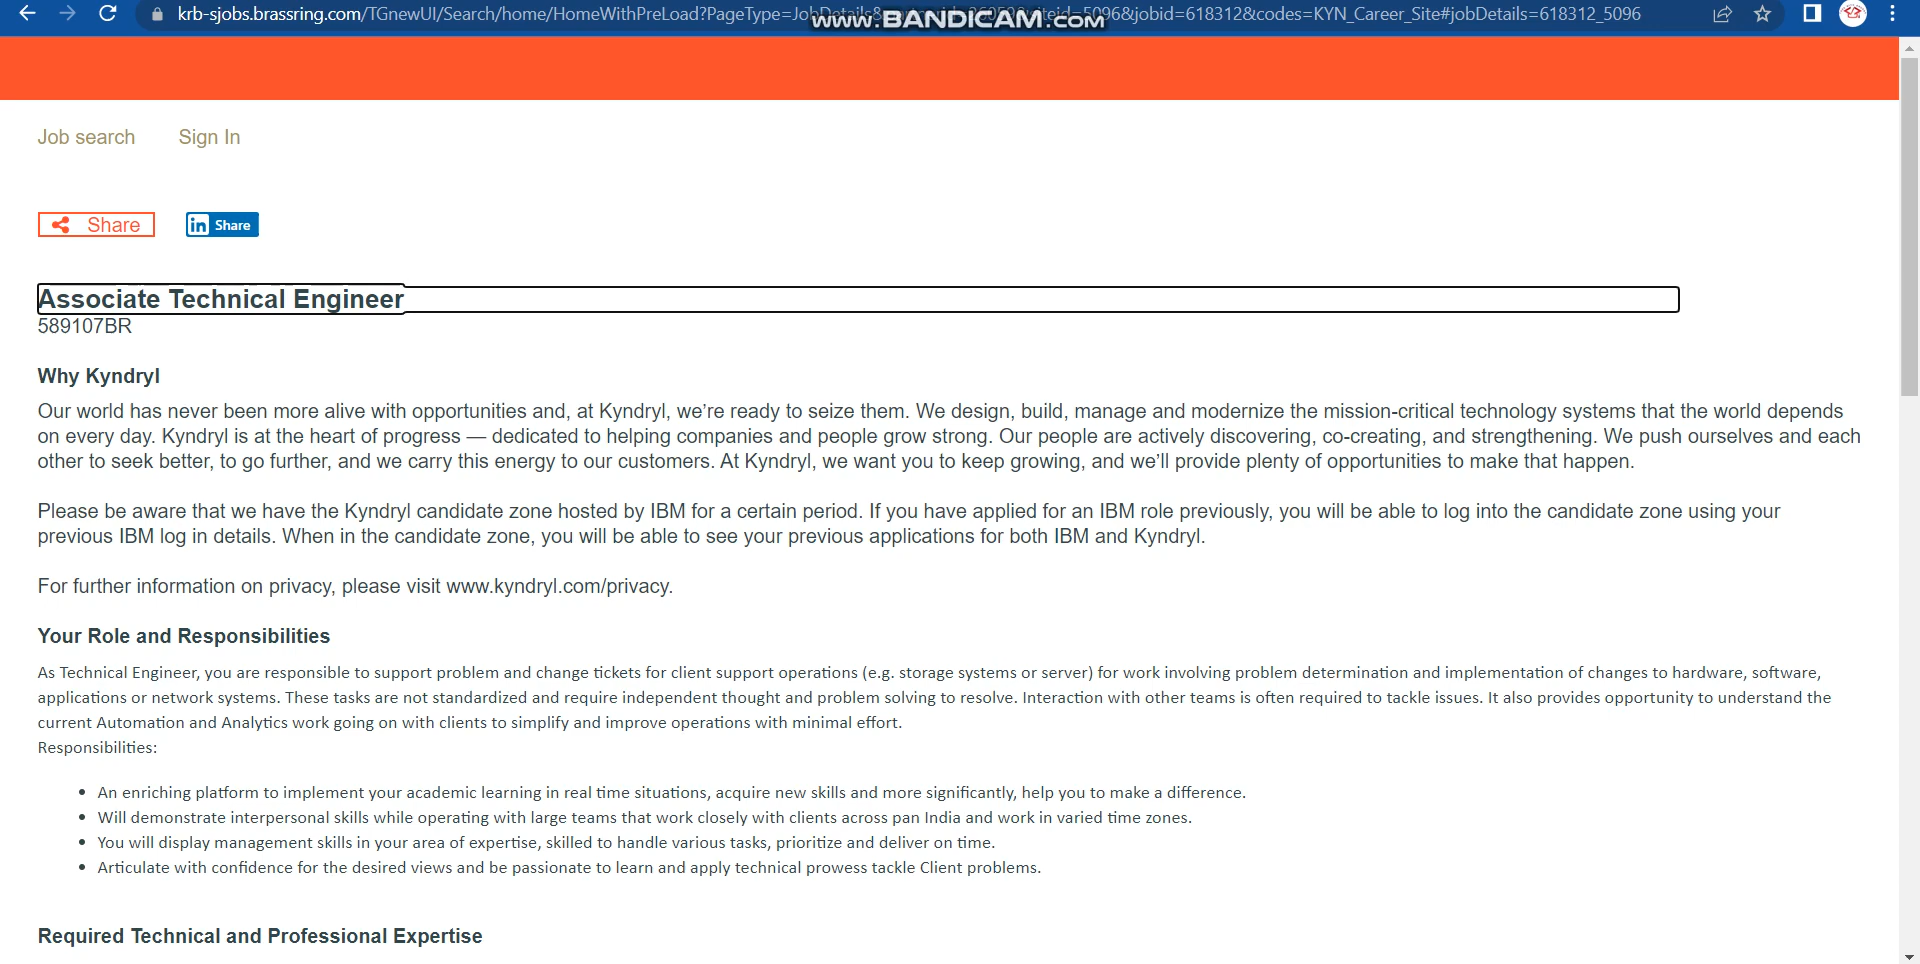 krb-sjobs.brassring.com/TGnewUI/Search/home/HomeWithPreLoad?PageType=JobDetails& 5096&jobid=618312&codes=KYN_Career_Site#jobDetails=618312_5096
www.BANDICAM.com
Job search Sign In
Share in Share
Associate Technical Engineer
589107BR
Why Kyndryl
Our world has never been more alive with opportunities and, at Kyndryl, we’re ready to seize them. We design, build, manage and modernize the mission-critical technology systems that the world depends
on every day. Kyndryl is at the heart of progress — dedicated to helping companies and people grow strong. Our people are actively discovering, co-creating, and strengthening. We push ourselves and each
other to seek better, to go further, and we carry this energy to our customers. At Kyndryl, we want you to keep growing, and we’ll provide plenty of opportunities to make that happen.
Please be aware that we have the Kyndryl candidate zone hosted by IBM for a certain period. If you have applied for an IBM role previously, you will be able to log into the candidate zone using your
previous IBM log in details. When in the candidate zone, you will be able to see your previous applications for both IBM and Kyndryl.
For further information on privacy, please visit www.kyndryl.com/privacy.
Your Role and Responsibilities
As Technical Engineer, you are responsible to support problem and change tickets for client support operations (e.g. storage systems or server) for work involving problem determination and implementation of changes to hardware, software,
applications or network systems. These tasks are not standardized and require independent thought and problem solving to resolve. Interaction with other teams is often required to tackle issues. It also provides opportunity to understand the
current Automation and Analytics work going on with clients to simplify and improve operations with minimal effort.
Responsibilities:
• An enriching platform to implement your academic learning in real time situations, acquire new skills and more significantly, help you to make a difference.
• Will demonstrate interpersonal skills while operating with large teams that work closely with clients across pan India and work in varied time zones.
• You will display management skills in your area of expertise, skilled to handle various tasks, prioritize and deliver on time.
• Articulate with confidence for the desired views and be passionate to learn and apply technical prowess tackle Client problems.
Required Technical and Professional Expertise